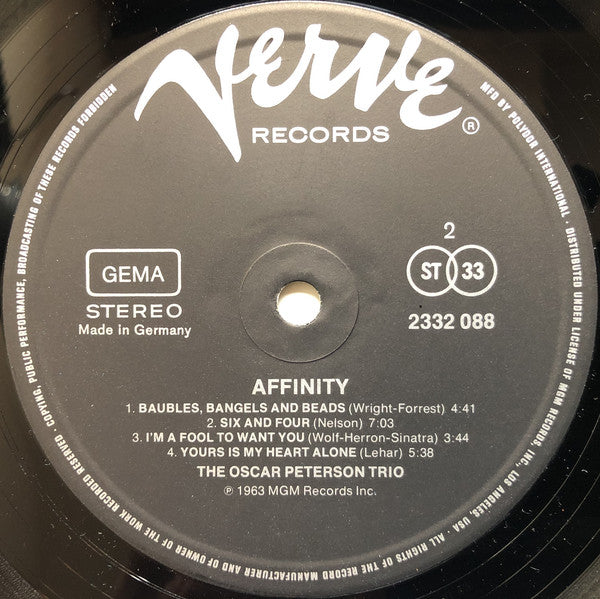 Verve
RECORDS
®
GEMA
STEREO
Made in Germany
2
ST 33
2332 088
AFFINITY
1. BAUBLES, BANGELS AND BEADS (Wright-Forrest) 4:41
2. SIX AND FOUR (Nelson) 7:03
3. I'M A FOOL TO WANT YOU (Wolf-Herron-Sinatra) 3:44
4. YOURS IS MY HEART ALONE (Lehar) 5:38
THE OSCAR PETERSON TRIO
℗ 1963 MGM Records Inc.
MFD BY POLYDOR INTERNATIONAL · DISTRIBUTED UNDER LICENSE OF MGM RECORDS, INC., LOS ANGELES, USA · ALL RIGHTS OF THE RECORD MANUFACTURER AND OF OWNER OF THE WORK RECORDED RESERVED · COPYING, PUBLIC PERFORMANCE, BROADCASTING OF THESE RECORDS FORBIDDEN